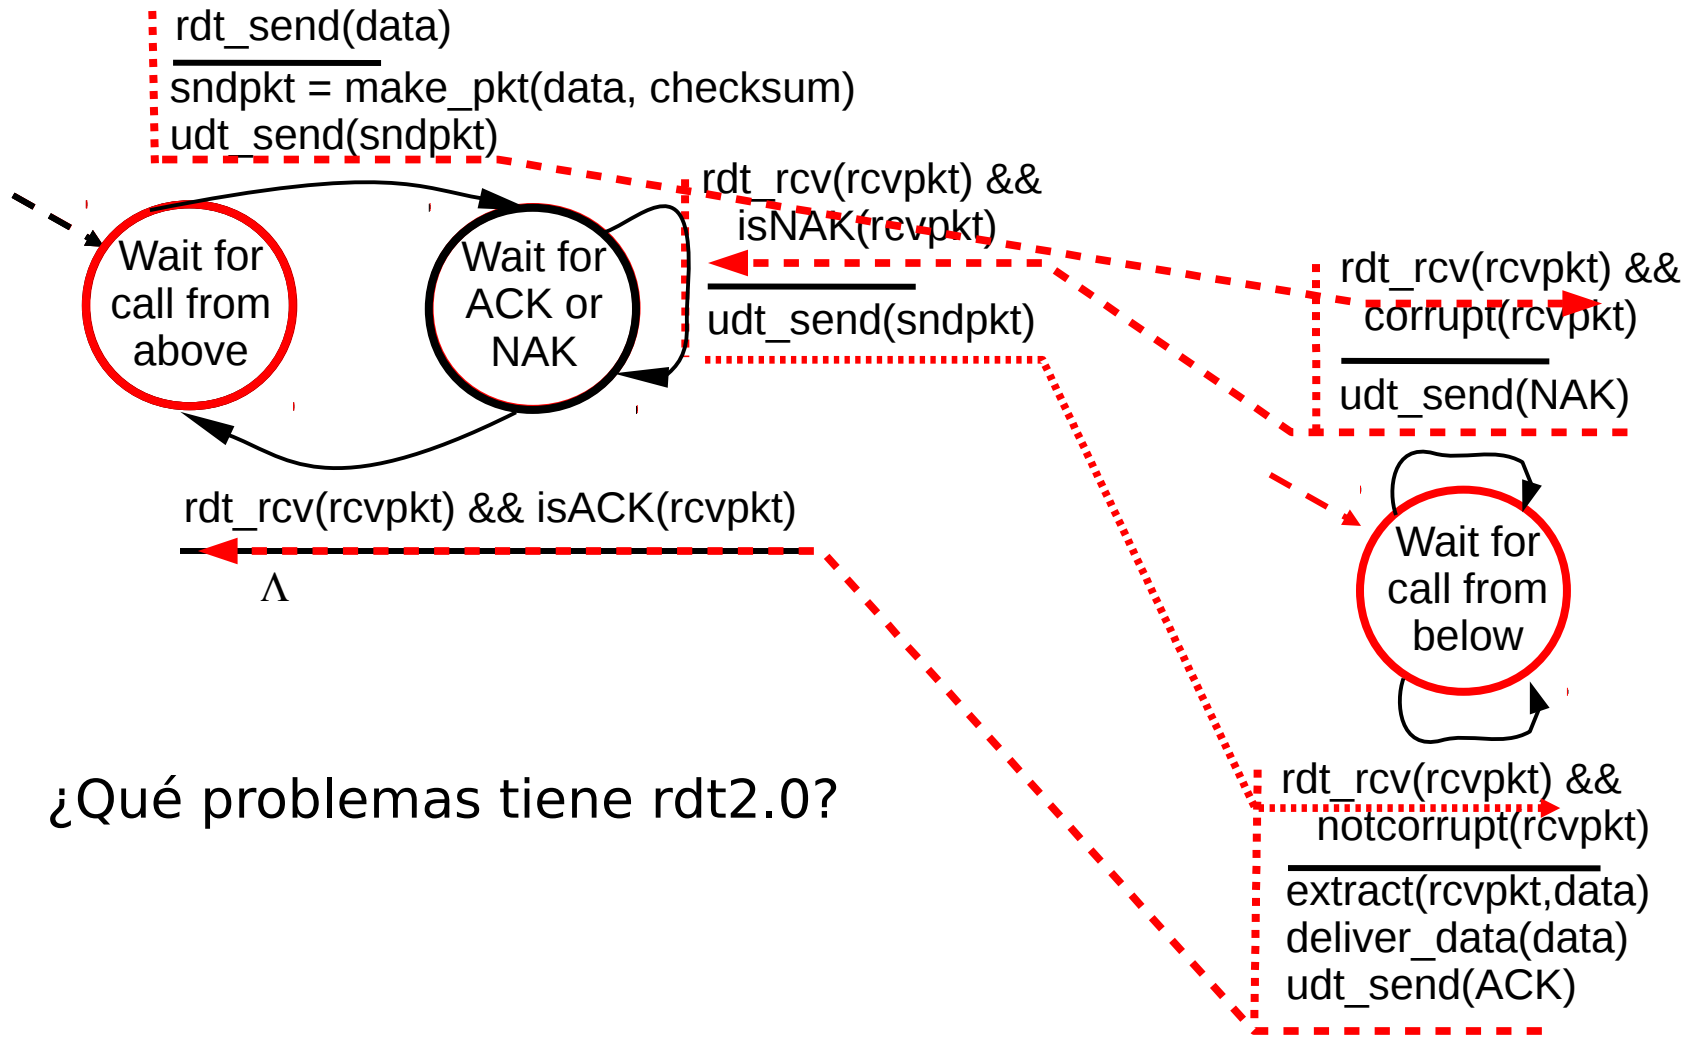 rdt_send(data)
sndpkt = make_pkt(data, checksum)
udt_send(sndpkt)
rdt_rcv(rcvpkt) &&
isNAK(rcvpkt)
udt_send(sndpkt)
Wait for
call from
above
Wait for
ACK or
NAK
rdt_rcv(rcvpkt) &&
corrupt(rcvpkt)
udt_send(NAK)
rdt_rcv(rcvpkt) && isACK(rcvpkt)
Λ
Wait for
call from
below
¿Qué problemas tiene rdt2.0?
rdt_rcv(rcvpkt) &&
notcorrupt(rcvpkt)
extract(rcvpkt,data)
deliver_data(data)
udt_send(ACK)